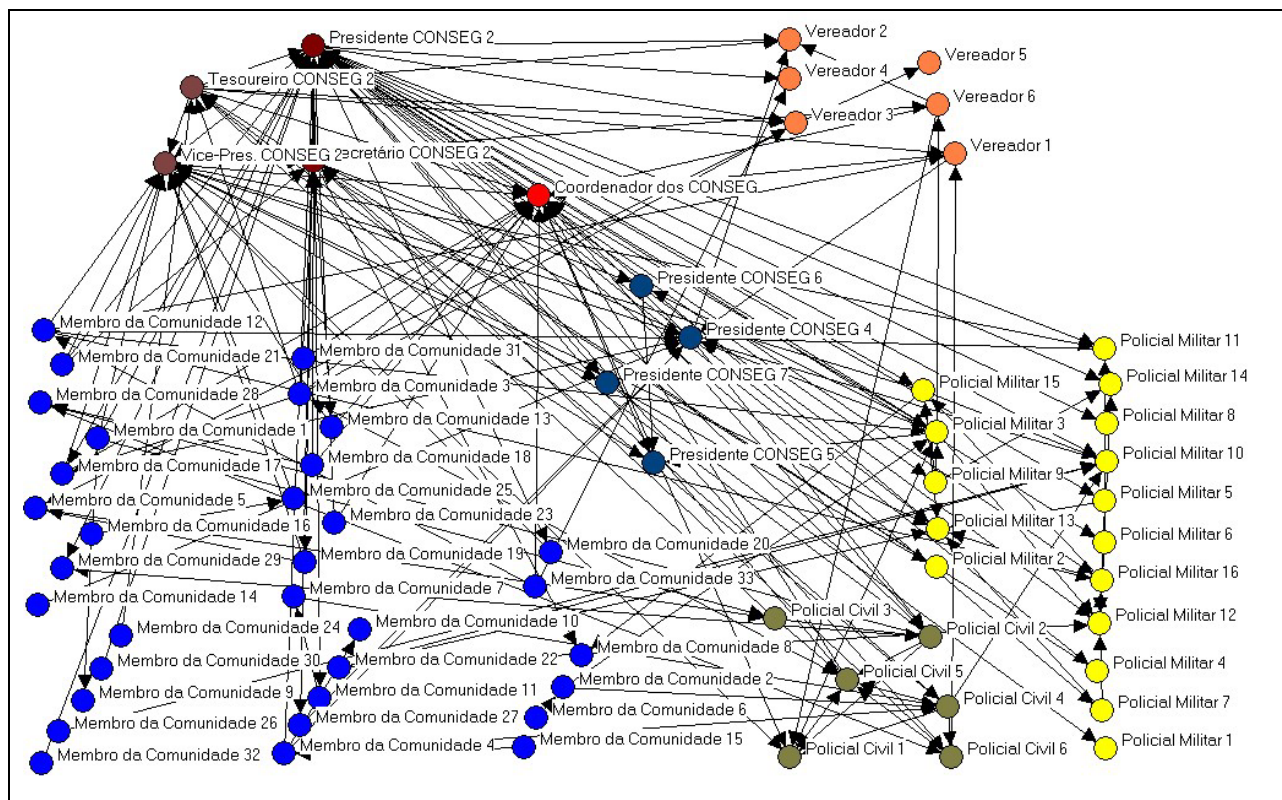 Presidente CONSEG 2
Vereador 2
Vereador 5
Tesoureiro CONSEG 2
Vereador 4
Vereador 6
Vereador 3
Vereador 1
Vice-Pres. CONSEG 2
ecretário CONSEG 2
Coordenador dos CONSEG
Presidente CONSEG 6
Membro da Comunidade 12
Presidente CONSEG 4
Policial Militar 11
Membro da Comunidade 21
Membro da Comunidade 31
Presidente CONSEG 7
Policial Militar 15
Policial Militar 14
Membro da Comunidade 28
Membro da Comunidade 3
Policial Militar 8
Membro da Comunidade 1
Membro da Comunidade 13
Policial Militar 3
Presidente CONSEG 5
Policial Militar 10
Membro da Comunidade 17
Membro da Comunidade 18
Policial Militar 9
Membro da Comunidade 5
Membro da Comunidade 25
Policial Militar 5
Membro da Comunidade 16
Membro da Comunidade 23
Policial Militar 13
Policial Militar 6
Membro da Comunidade 29
Membro da Comunidade 19
Membro da Comunidade 20
Policial Militar 2
Policial Militar 16
Membro da Comunidade 14
Membro da Comunidade 7
Membro da Comunidade 33
Policial Civil 3
Policial Militar 12
Membro da Comunidade 24
Membro da Comunidade 10
Policial Civil 2
Membro da Comunidade 30
Membro da Comunidade 22
Membro da Comunidade 8
Policial Civil 5
Policial Militar 4
Membro da Comunidade 9
Membro da Comunidade 11
Membro da Comunidade 2
Policial Civil 4
Policial Militar 7
Membro da Comunidade 26
Membro da Comunidade 27
Membro da Comunidade 6
Membro da Comunidade 32
Membro da Comunidade 4
Membro da Comunidade 15
Policial Civil 1
Policial Civil 6
Policial Militar 1